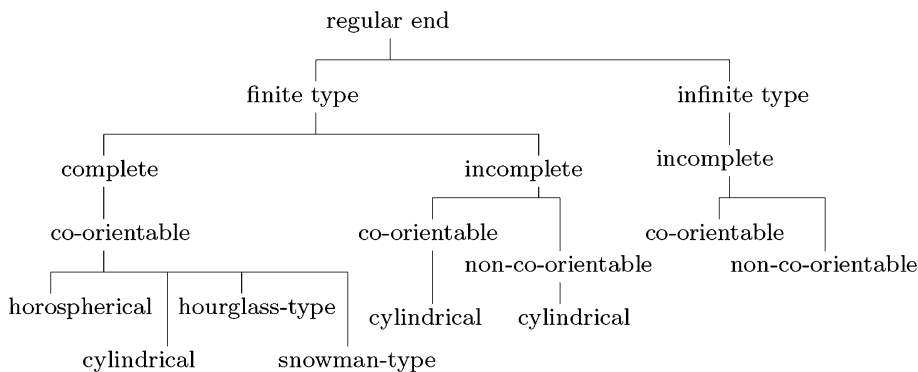 regular end
finite type
infinite type
complete
incomplete
incomplete
co-orientable
co-orientable
co-orientable
non-co-orientable
non-co-orientable
horospherical
hourglass-type
cylindrical
cylindrical
cylindrical
snowman-type